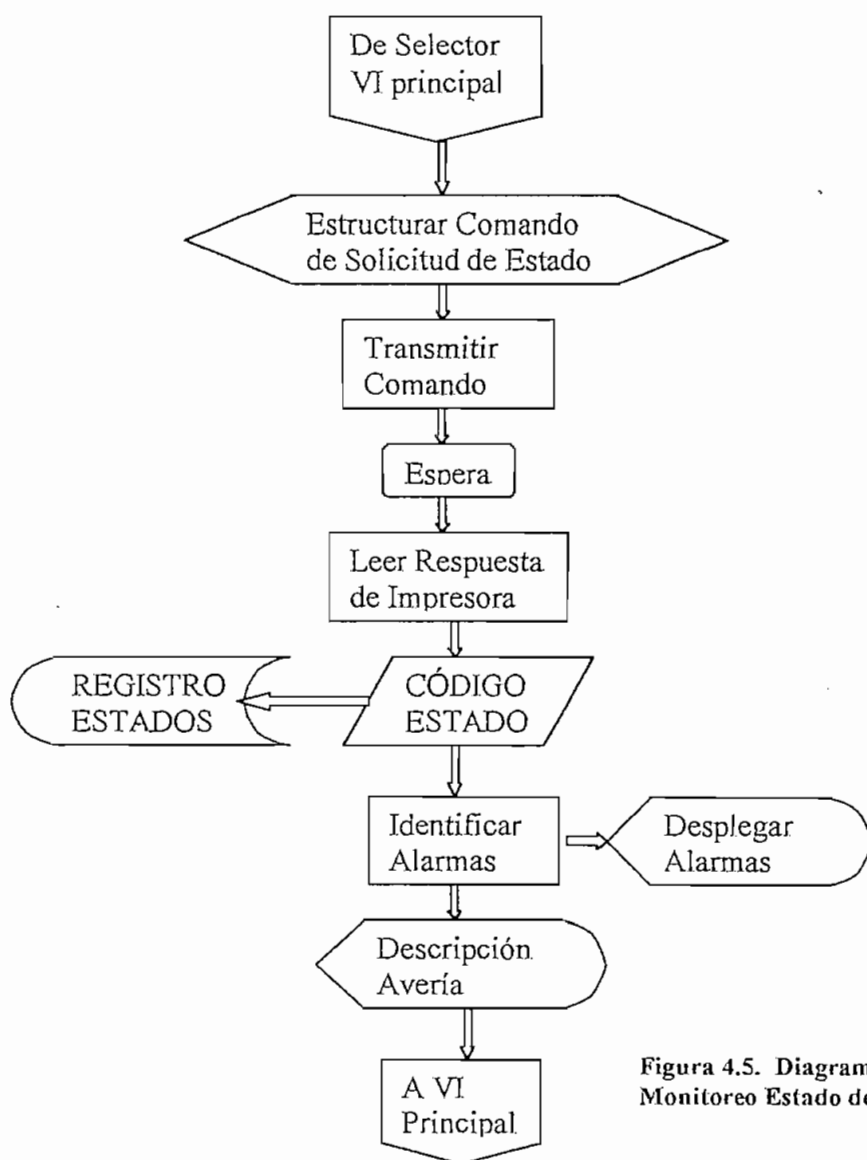 De Selector
VI principal
Estructurar Comando
de Solicitud de Estado
Transmitir
Comando
Espera
Leer Respuesta
de Impresora
REGISTRO
ESTADOS
CÓDIGO
ESTADO
Identificar
Alarmas
Desplegar
Alarmas
Descripción
Avería
A VI
Principal
Figura 4.5. Diagram
Monitoreo Estado de